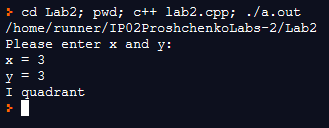 > cd Lab2; pwd; c++ lab2.cpp; ./a.out
/home/runner/IP02ProshchenkoLabs-2/Lab2
Please enter x and y:
x = 3
y = 3
I quadrant
>